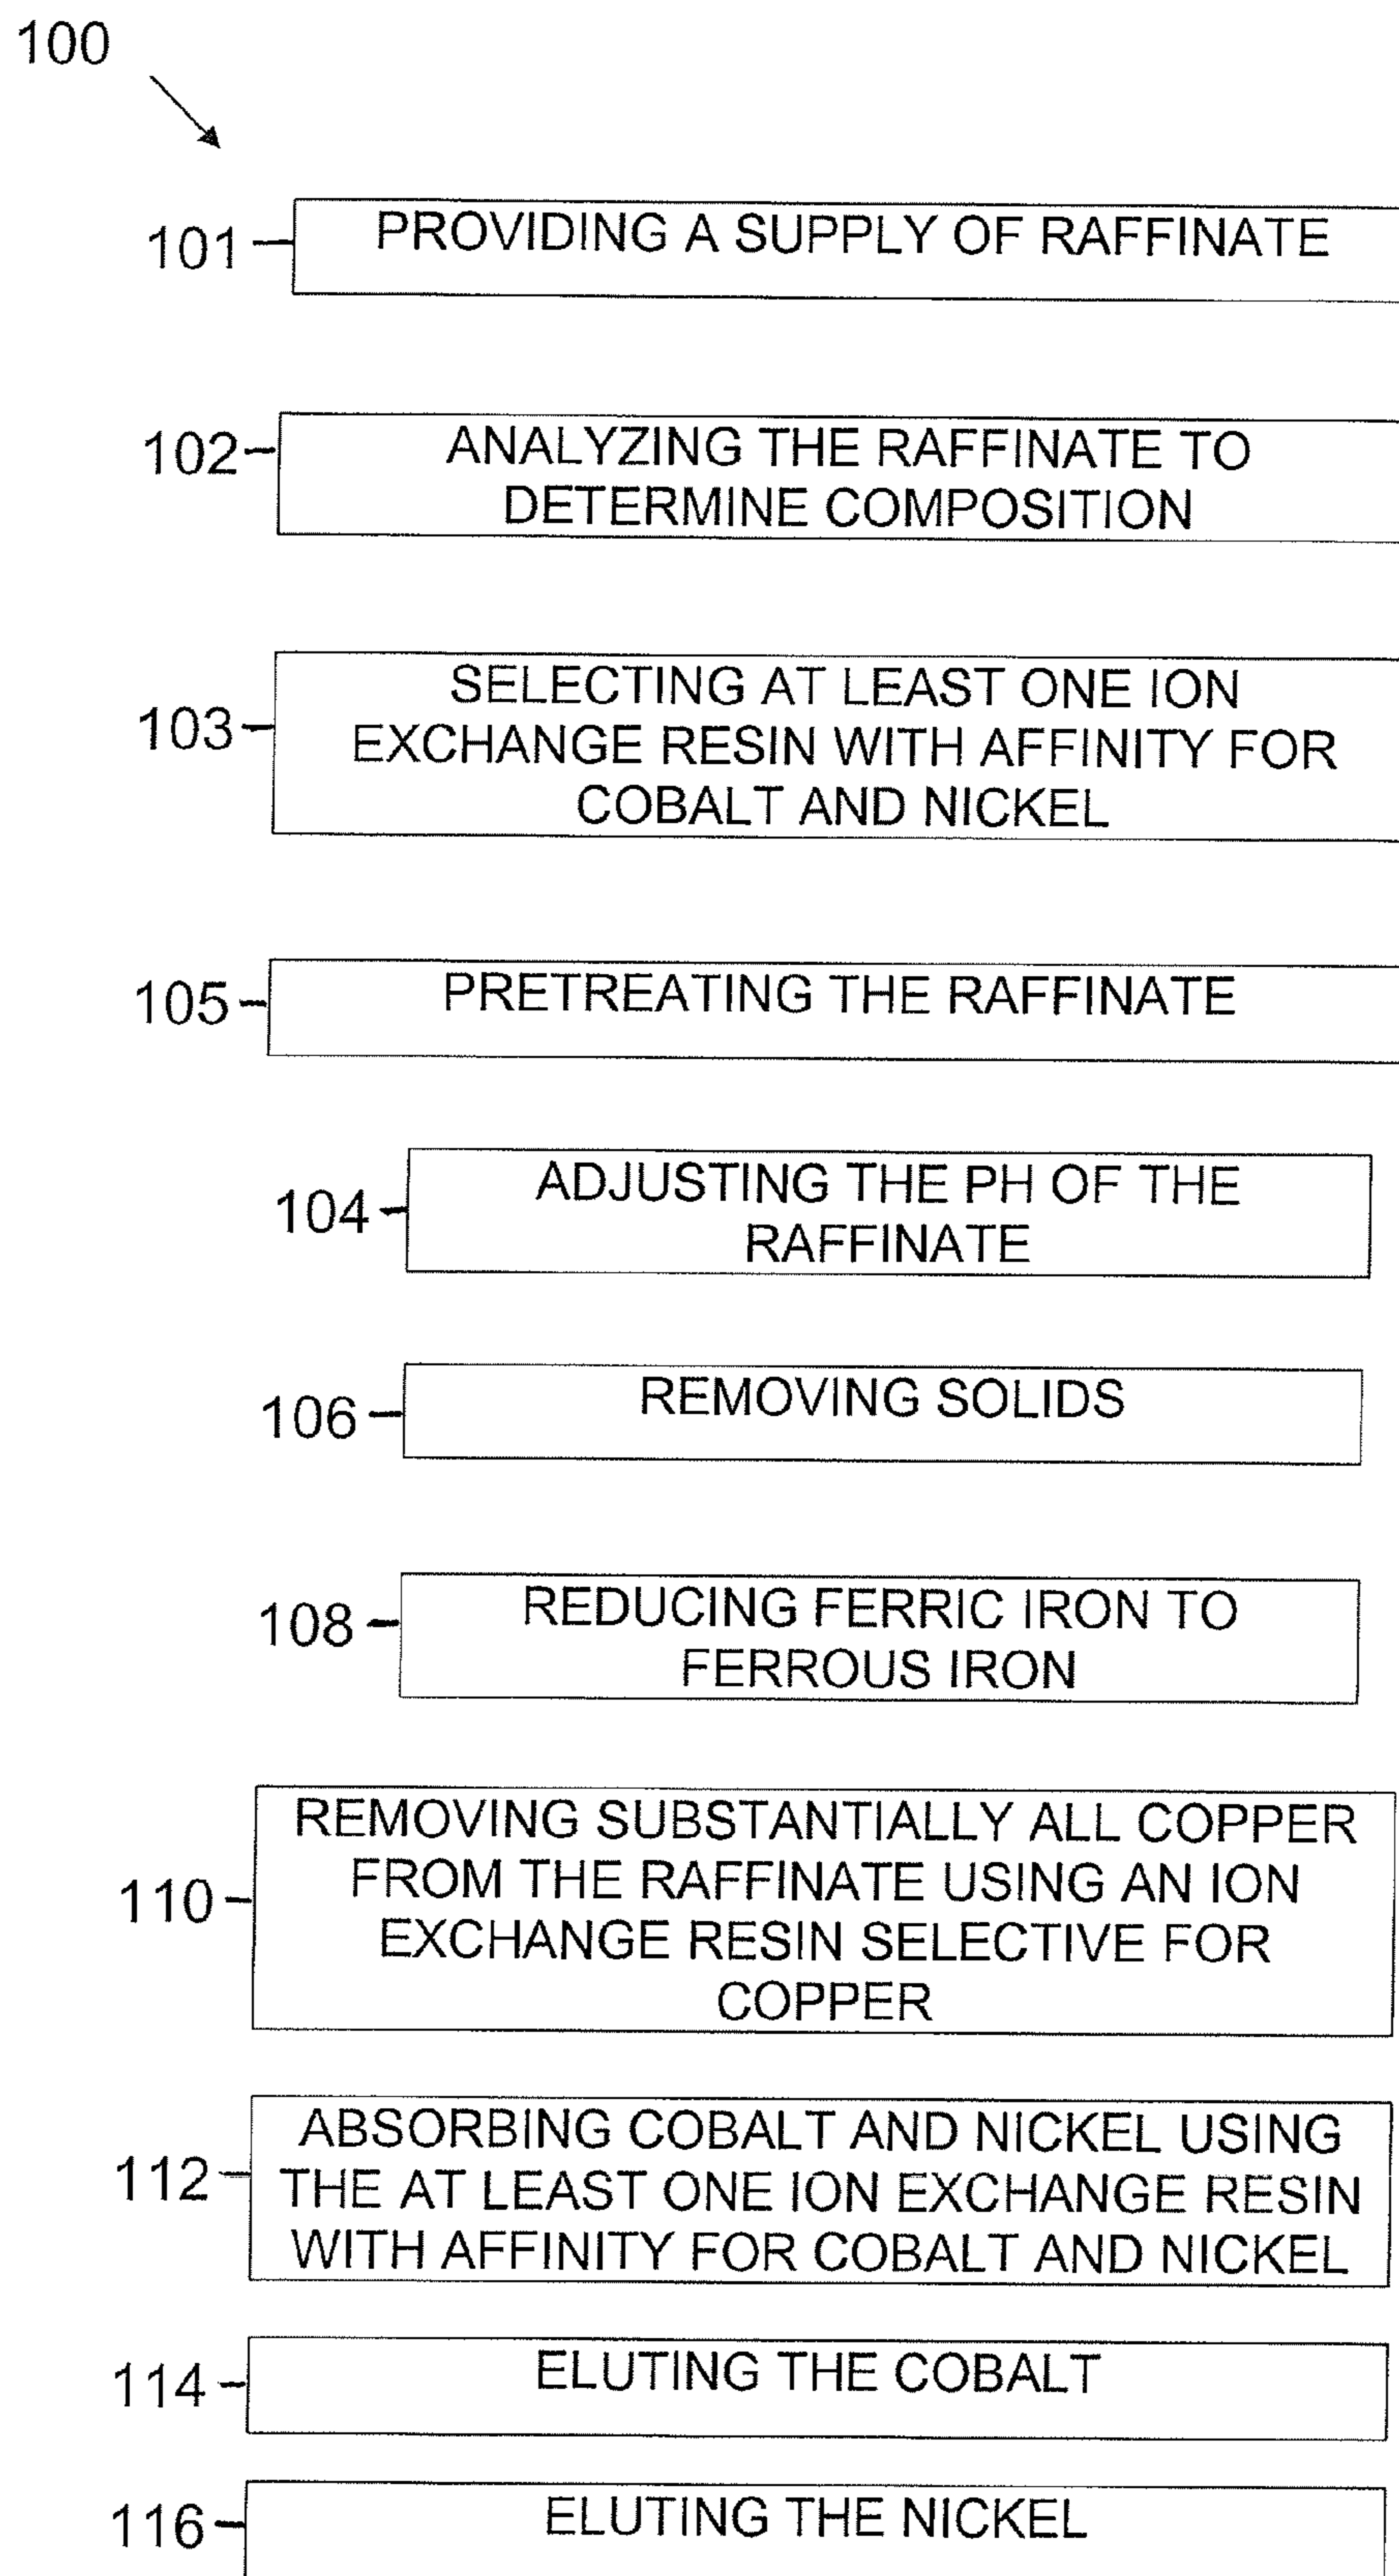 100
101
PROVIDING A SUPPLY OF RAFFINATE
102
ANALYZING THE RAFFINATE TO
DETERMINE COMPOSITION
103
SELECTING AT LEAST ONE ION
EXCHANGE RESIN WITH AFFINITY FOR
COBALT AND NICKEL
105
PRETREATING THE RAFFINATE
104
ADJUSTING THE PH OF THE
RAFFINATE
106
REMOVING SOLIDS
108
REDUCING FERRIC IRON TO
FERROUS IRON
110
REMOVING SUBSTANTIALLY ALL COPPER
FROM THE RAFFINATE USING AN ION
EXCHANGE RESIN SELECTIVE FOR
COPPER
112
ABSORBING COBALT AND NICKEL USING
THE AT LEAST ONE ION EXCHANGE RESIN
WITH AFFINITY FOR COBALT AND NICKEL
114
ELUTING THE COBALT
116
ELUTING THE NICKEL